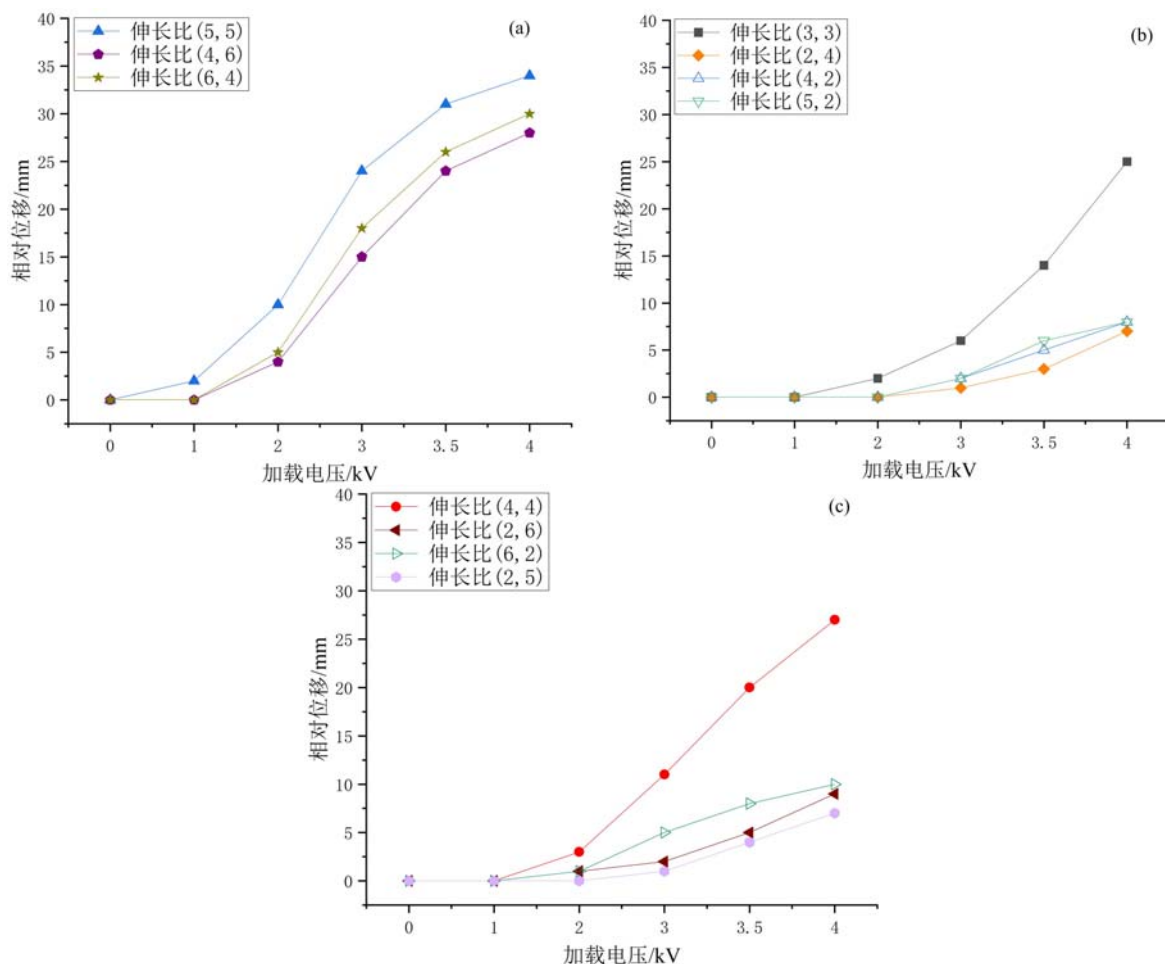 伸长比(5,5)
伸长比(4,6)
伸长比(6,4)
(a)
40
35
30
25
20
15
10
5
0
相对位移/mm
0 1 2 3 3.5 4
加载电压/kV
伸长比(3,3)
伸长比(2,4)
伸长比(4,2)
伸长比(5,2)
(b)
40
35
30
25
20
15
10
5
0
相对位移/mm
0 1 2 3 3.5 4
加载电压/kV
伸长比(4,4)
伸长比(2,6)
伸长比(6,2)
伸长比(2,5)
(c)
40
35
30
25
20
15
10
5
0
相对位移/mm
0 1 2 3 3.5 4
加载电压/kV